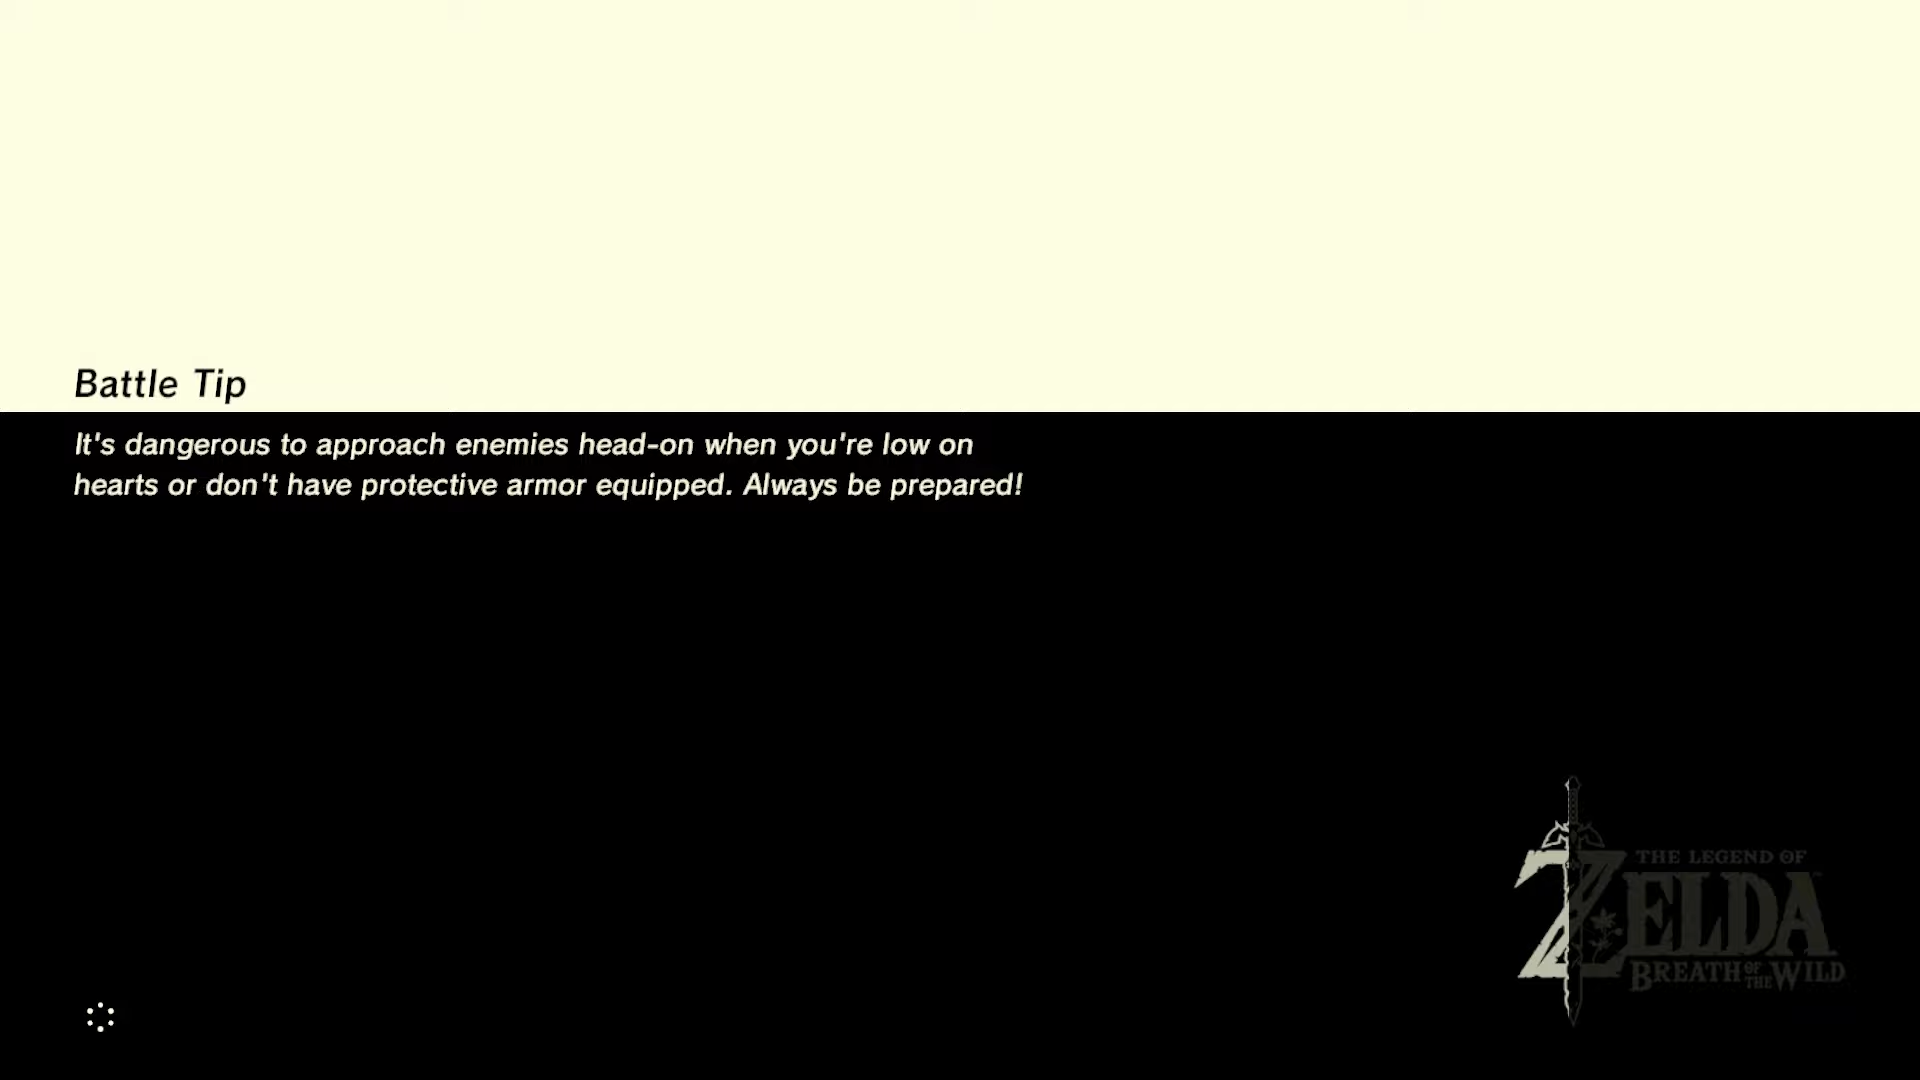 Battle Tip
It's dangerous to approach enemies head-on when you're low on
hearts or don't have protective armor equipped. Always be prepared!
THE LEGEND OF
ZELDA
BREATH OF THE WILD